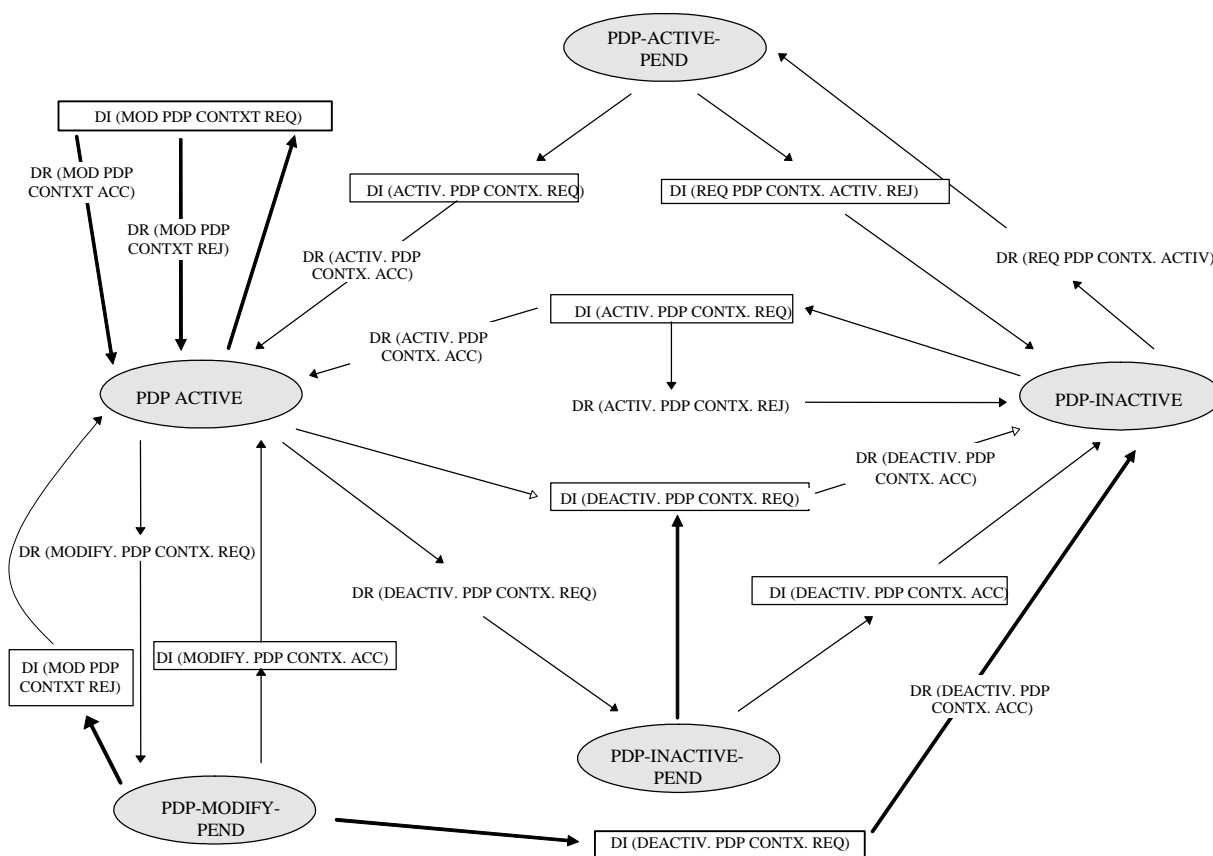 PDP-ACTIVE-
PEND
DI (MOD PDP CONTXT REQ)
DR (MOD PDP
CONTXT ACC)
DI (ACTIV. PDP CONTX. REQ)
DI (REQ PDP CONTX. ACTIV. REJ)
DR (MOD PDP
CONTXT REJ)
DR (ACTIV. PDP
CONTX. ACC)
DR (REQ PDP CONTX. ACTIV)
DI (ACTIV. PDP CONTX. REQ)
DR (ACTIV. PDP
CONTX. ACC)
PDP ACTIVE
PDP-INACTIVE
DR (ACTIV. PDP CONTX. REJ)
DR (DEACTIV. PDP
CONTX. ACC)
DI (DEACTIV. PDP CONTX. REQ)
DR (MODIFY. PDP CONTX. REQ)
DR (DEACTIV. PDP CONTX. REQ)
DI (DEACTIV. PDP CONTX. ACC)
DI (MOD PDP
CONTXT REJ)
DI (MODIFY. PDP CONTX. ACC)
DR (DEACTIV. PDP
CONTX. ACC)
PDP-INACTIVE-
PEND
PDP-MODIFY-
PEND
DI (DEACTIV. PDP CONTX. REQ)